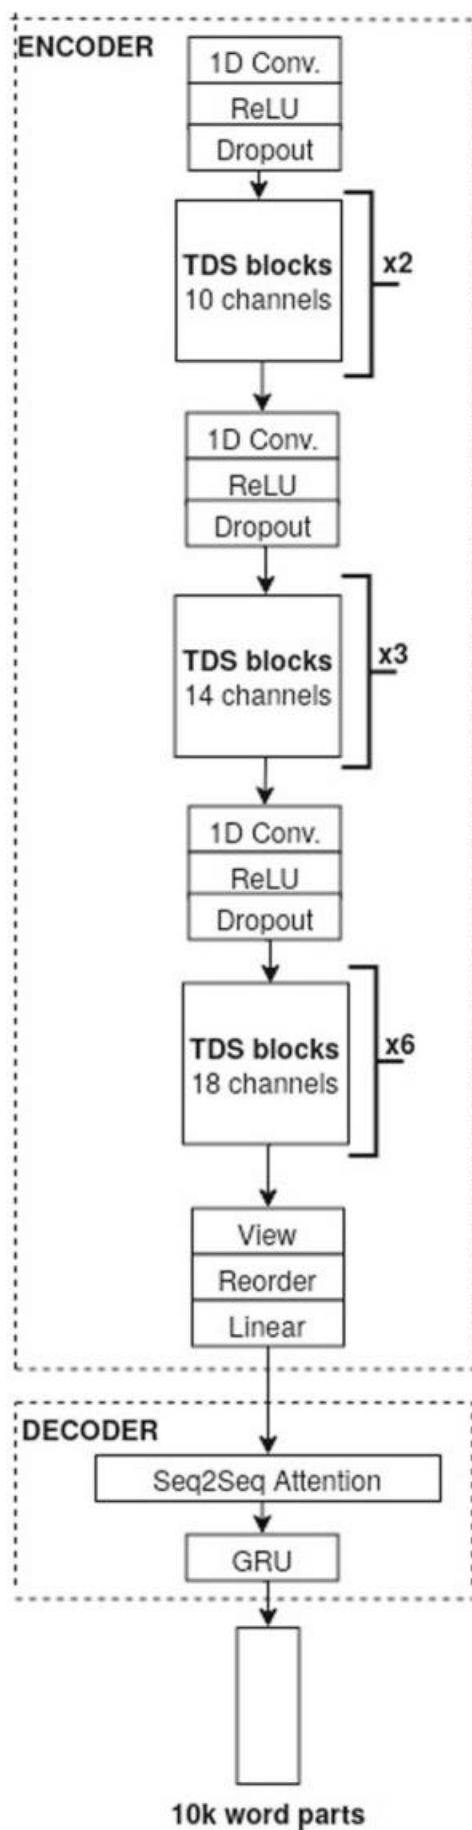 ENCODER
1D Conv.
ReLU
Dropout
TDS blocks
10 channels
x2
1D Conv.
ReLU
Dropout
TDS blocks
14 channels
x3
1D Conv.
ReLU
Dropout
TDS blocks
18 channels
x6
View
Reorder
Linear
DECODER
Seq2Seq Attention
GRU
10k word parts